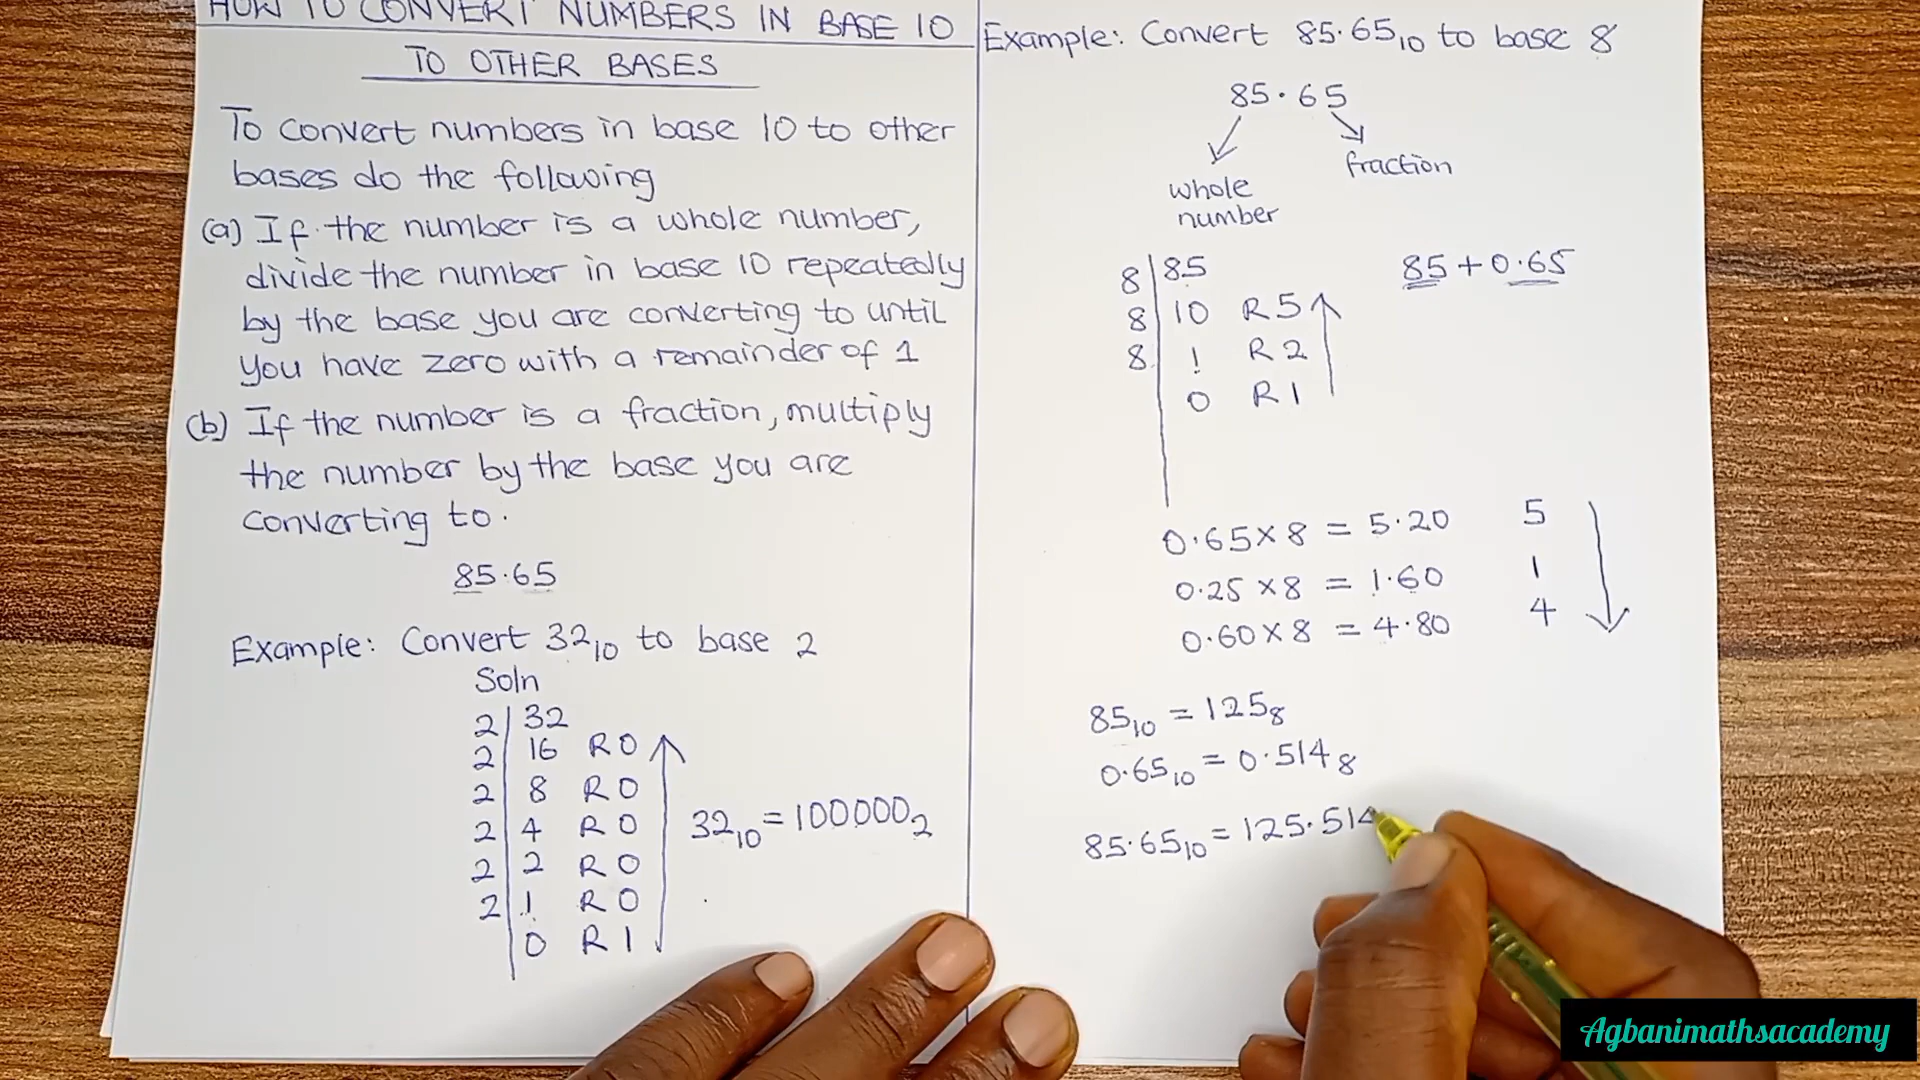 HOW TO CONVERT NUMBERS IN BASE 10
TO OTHER BASES
To convert numbers in base 10 to other
bases do the following
(a) If the number is a whole number,
divide the number in base 10 repeatedly
by the base you are converting to until
you have zero with a remainder of 1
(b) If the number is a fraction, multiply
the number by the base you are
converting to.
85.65
Example: Convert 32₁₀ to base 2
Soln
2 | 32
2 | 16 R 0
2 | 8 R 0
2 | 4 R 0
2 | 2 R 0
2 | 1 R 0
0 R 1
32₁₀ = 100000₂
Example: Convert 85.65₁₀ to base 8
85.65
whole
number
fraction
8 | 85
8 | 10 R 5
8 | 1 R 2
0 R 1
85 + 0.65
0.65 × 8 = 5.20 5
0.25 × 8 = 1.60 1
0.60 × 8 = 4.80 4
85₁₀ = 125₈
0.65₁₀ = 0.514₈
85.65₁₀ = 125.514
Agbanimathsacademy